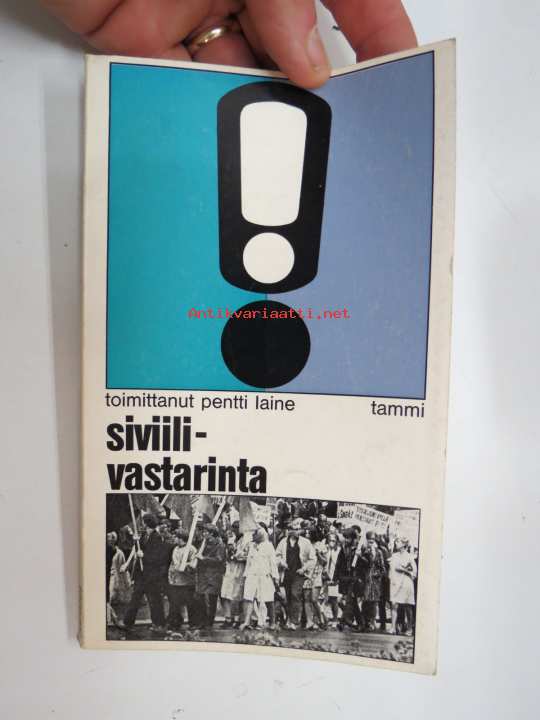 Antikvariaatti.net
toimittanut pentti laine tammi
siviili-
vastarinta